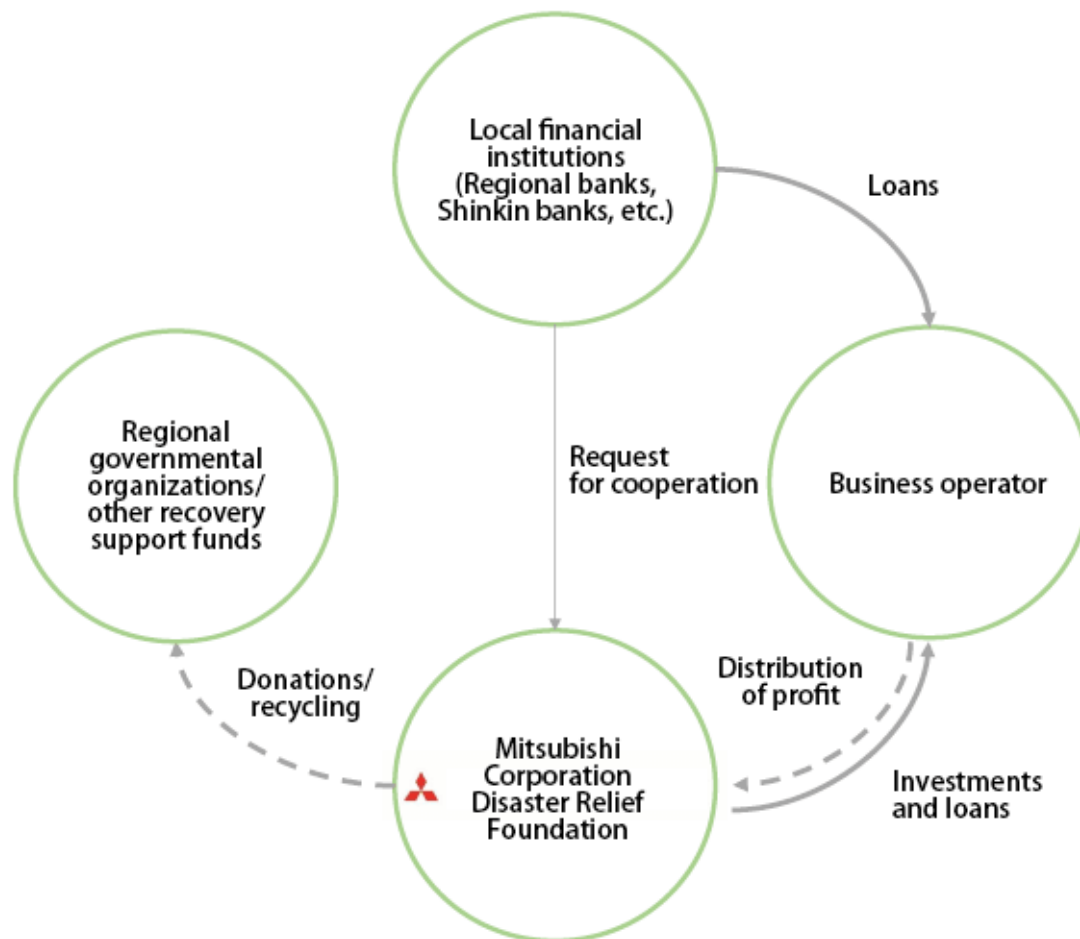 Local financial
institutions
(Regional banks,
Shinkin banks, etc.)
Loans
Regional
governmental
organizations/
other recovery
support funds
Request
for cooperation
Business operator
Donations/
recycling
Distribution
of profit
Mitsubishi
Corporation
Disaster Relief
Foundation
Investments
and loans